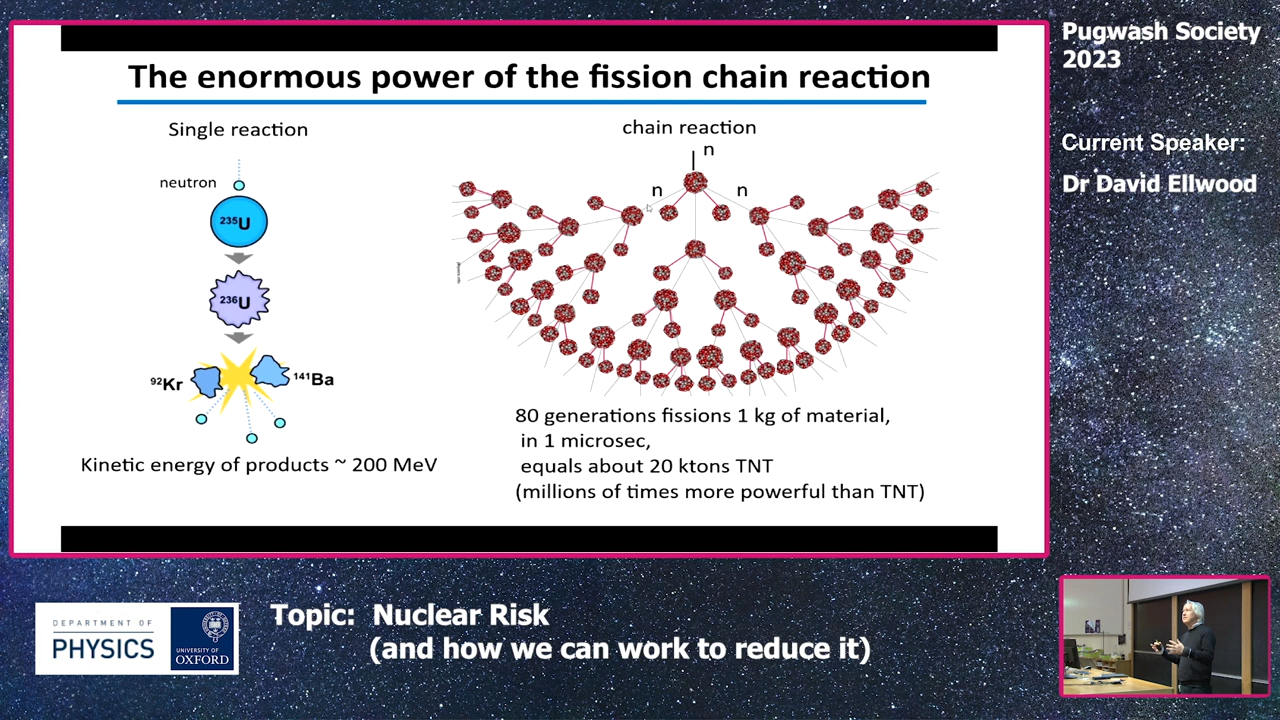 Pugwash Society
2023
Current Speaker:
Dr David Ellwood
The enormous power of the fission chain reaction
Single reaction
neutron
²³⁵U
²³⁶U
⁹²Kr
¹⁴¹Ba
Kinetic energy of products ~ 200 MeV
chain reaction
n
n
n
80 generations fissions 1 kg of material,
in 1 microsec,
equals about 20 ktons TNT
(millions of times more powerful than TNT)
DEPARTMENT OF
PHYSICS
UNIVERSITY OF
OXFORD
Topic: Nuclear Risk
(and how we can work to reduce it)